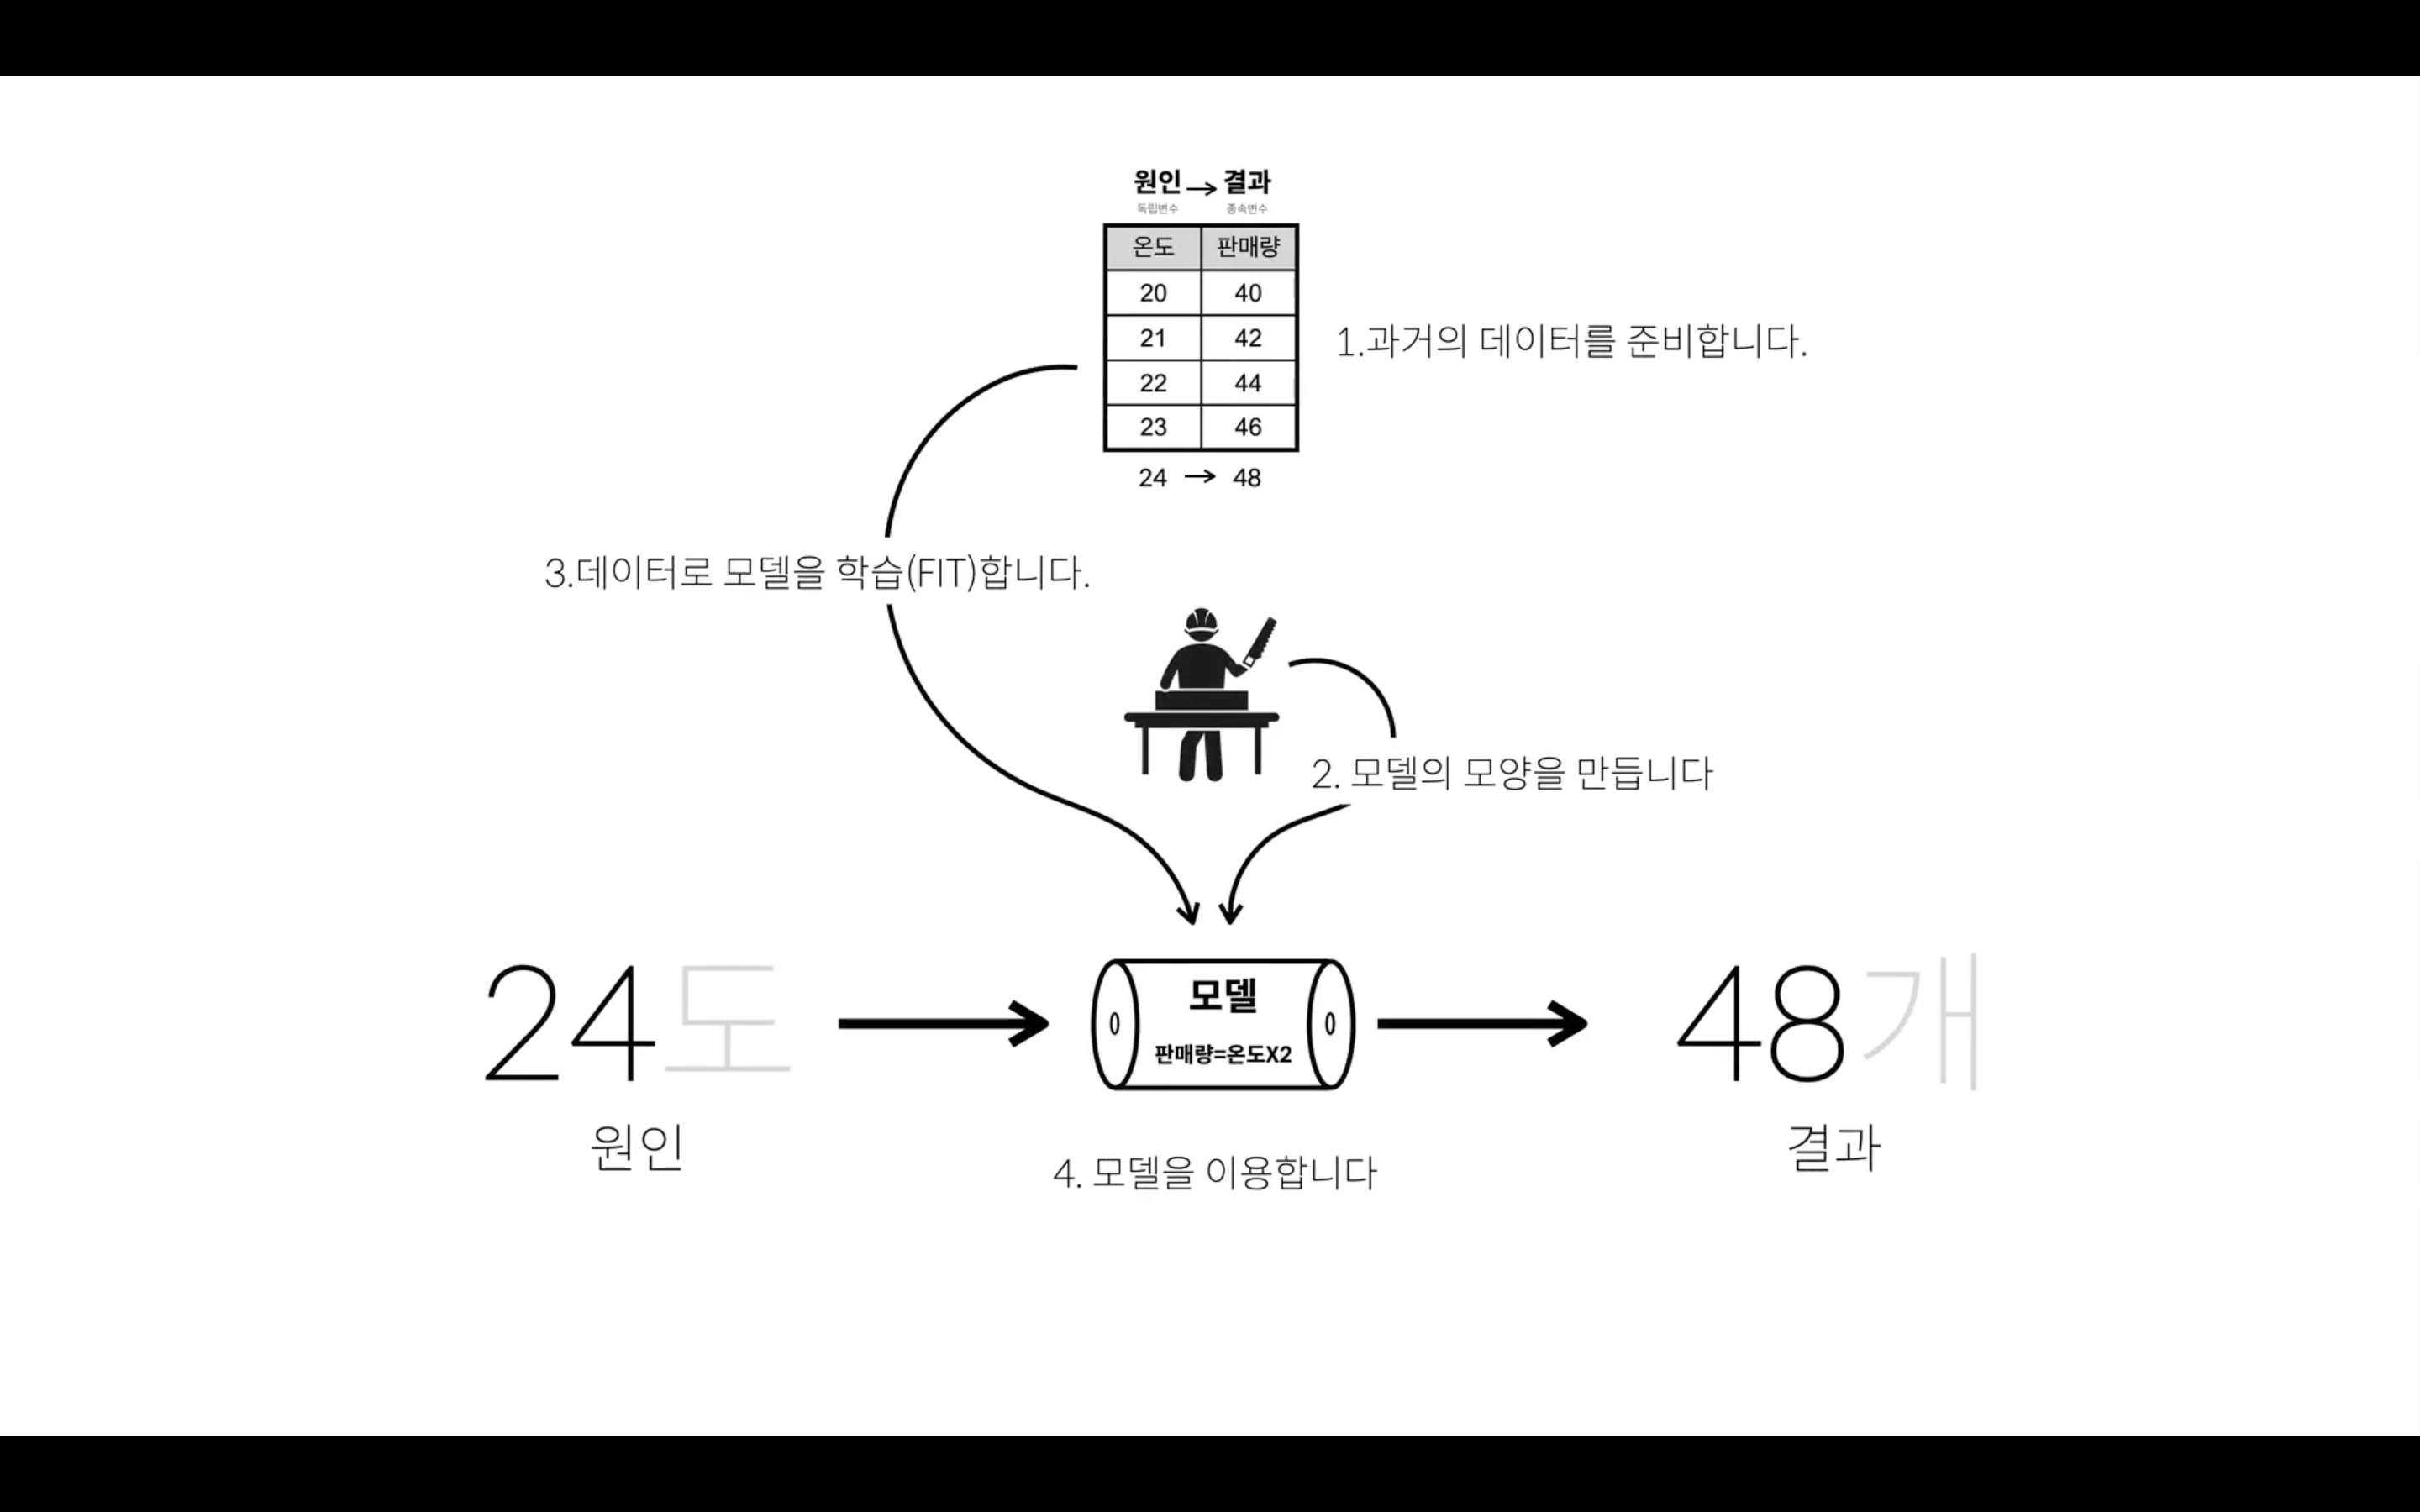 원인 → 결과
독립변수 종속변수
온도 판매량
20 40
21 42
22 44
23 46
24 → 48
1.과거의 데이터를 준비합니다.
3.데이터로 모델을 학습(FIT)합니다.
2. 모델의 모양을 만듭니다
24도
원인
모델
판매량=온도X2
48개
결과
4. 모델을 이용합니다